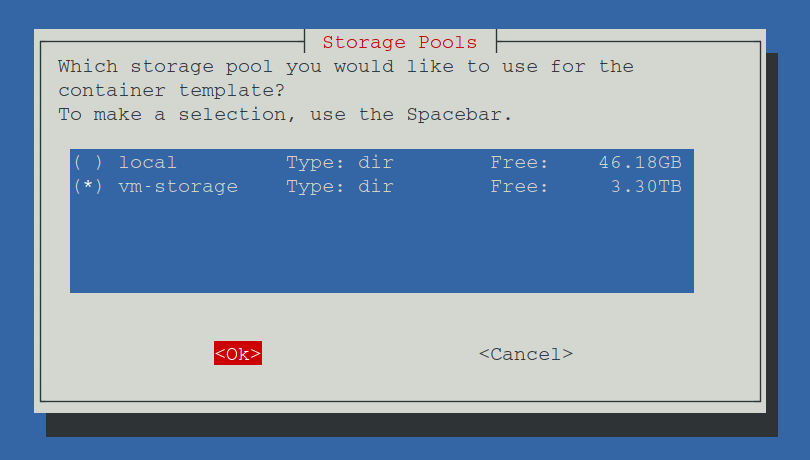 Storage Pools
Which storage pool you would like to use for the
container template?
To make a selection, use the Spacebar.
( ) local Type: dir Free: 46.18GB
(*) vm-storage Type: dir Free: 3.30TB
<Ok> <Cancel>